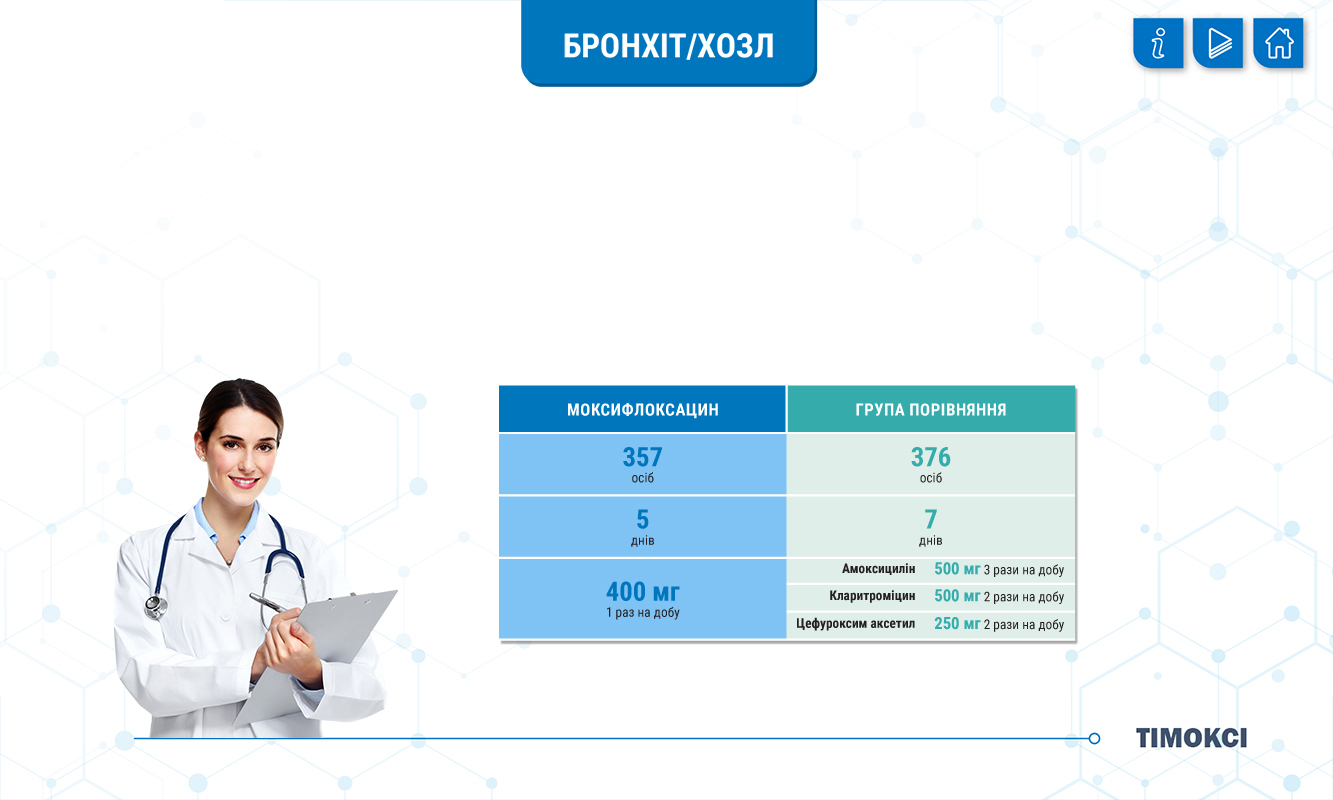 БРОНХІТ/ХОЗЛ
МОКСИФЛОКСАЦИН
ГРУПА ПОРІВНЯННЯ
357
осіб
376
осіб
5
днів
7
днів
400 мг
1 раз на добу
Амоксицилін 500 мг 3 рази на добу
Кларитроміцин 500 мг 2 рази на добу
Цефуроксим аксетил 250 мг 2 рази на добу
ТІМОКСІ